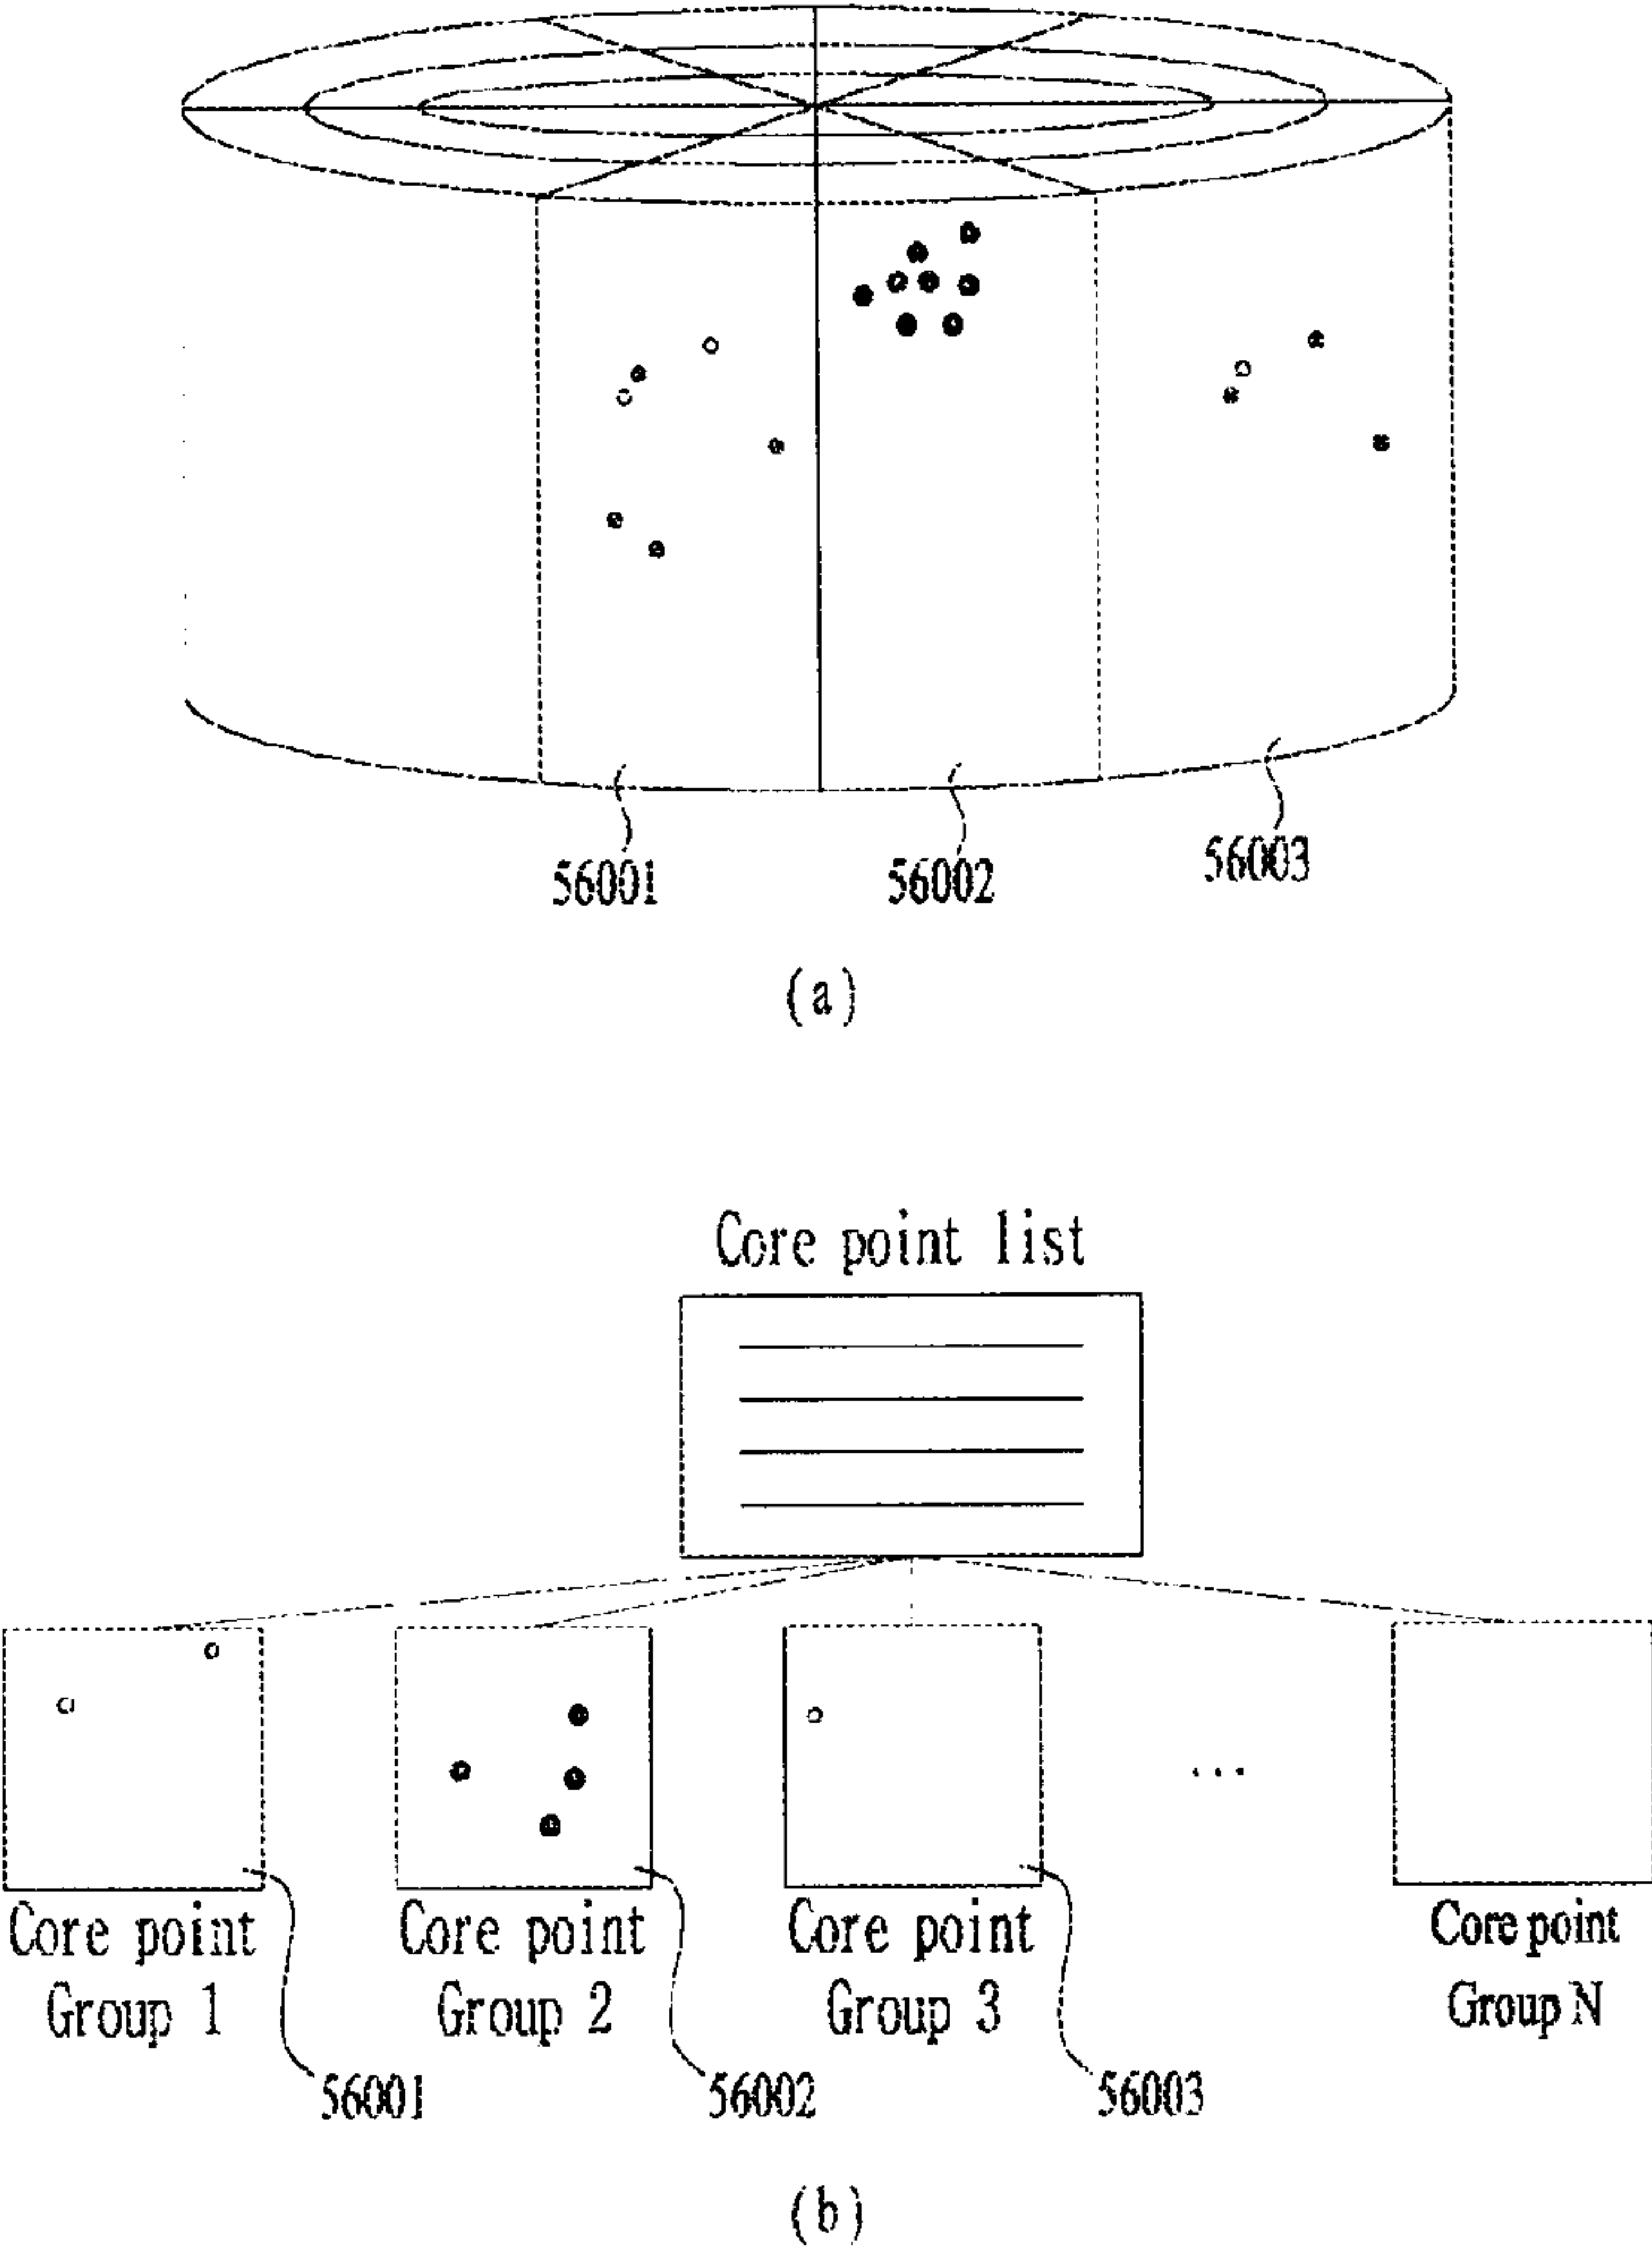 56001
56002
56003
(a)
Core point list
...
Core point
Group 1
Core point
Group 2
Core point
Group 3
Core point
Group N
56001
56002
56003
(b)